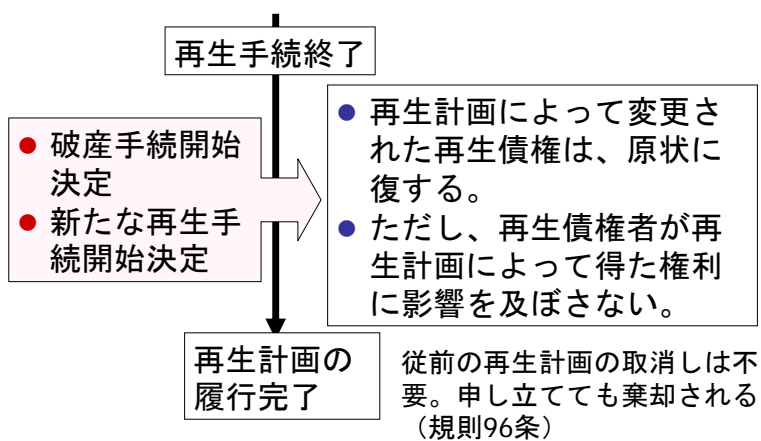 再生手続終了
● 破産手続開始
決定
● 新たな再生手
続開始決定
● 再生計画によって変更さ
れた再生債権は、原状に
復する。
● ただし、再生債権者が再
生計画によって得た権利
に影響を及ぼさない。
再生計画の
履行完了
従前の再生計画の取消しは不
要。申し立てても棄却される
（規則96条）